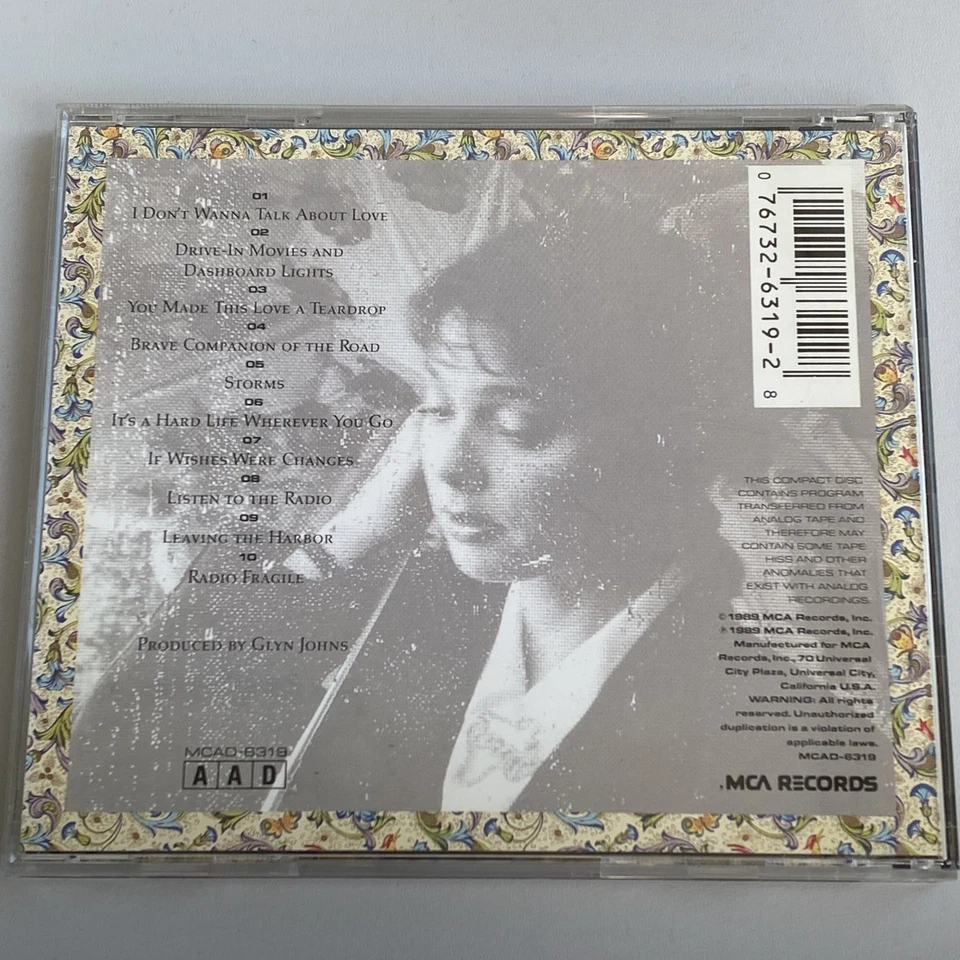 01
I Don't Wanna Talk About Love
02
Drive-In Movies and
Dashboard Lights
03
You Made This Love a Teardrop
04
Brave Companion of the Road
05
Storms
06
It's a Hard Life Wherever You Go
07
If Wishes Were Changes
08
Listen to the Radio
09
Leaving the Harbor
10
Radio Fragile
Produced by Glyn Johns
MCAD-6319
AAD
0 76732-6319-2 8
THIS COMPACT DISC
CONTAINS PROGRAM
TRANSFERRED FROM
ANALOG TAPE AND
THEREFORE MAY
CONTAIN SOME TAPE
HISS AND OTHER
ANOMALIES THAT
EXIST WITH ANALOG
RECORDINGS.
© 1989 MCA Records, Inc.
℗ 1989 MCA Records, Inc.
Manufactured for MCA
Records, Inc., 70 Universal
City Plaza, Universal City,
California U.S.A.
WARNING: All rights
reserved. Unauthorized
duplication is a violation of
applicable laws.
MCAD-6319
MCA RECORDS